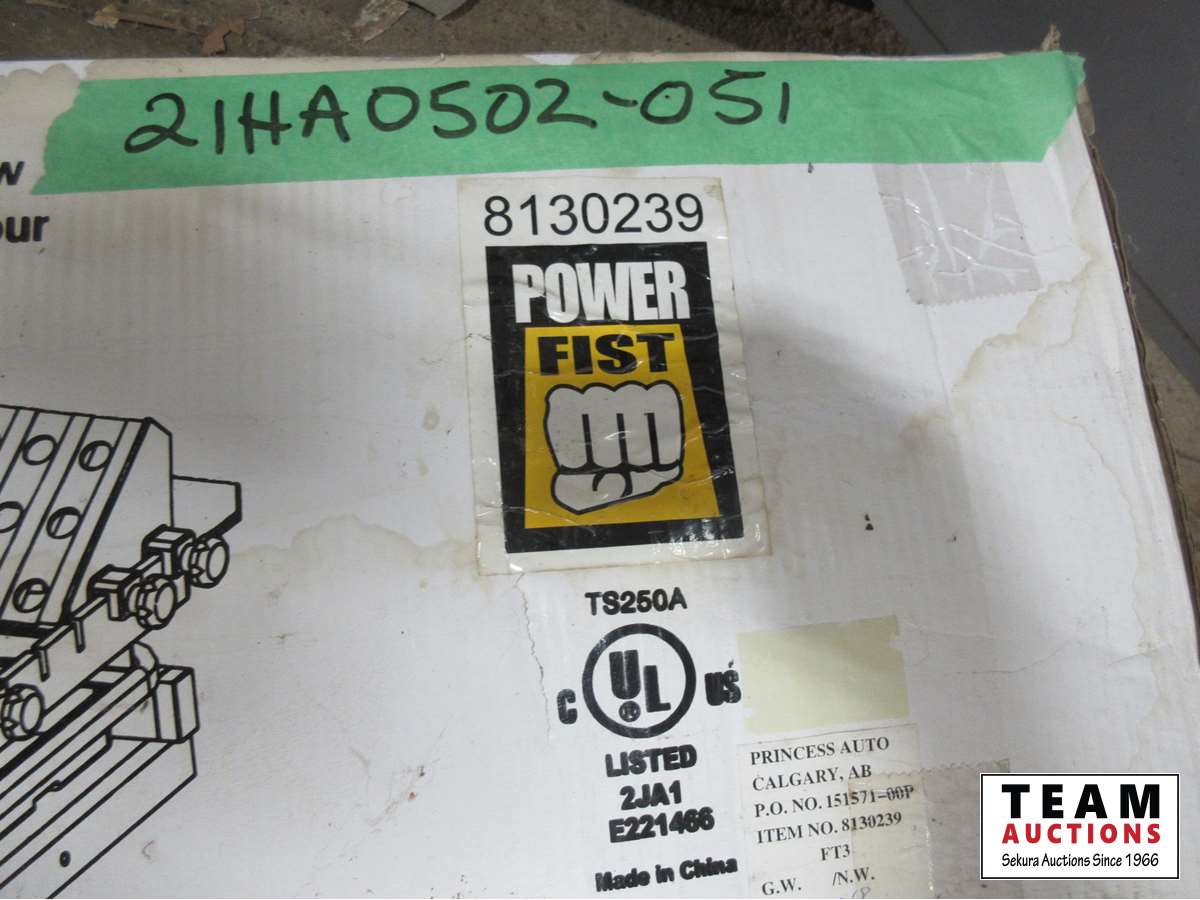 21HA0502-051
w
our
8130239
POWER
FIST
TS250A
C UL® US
LISTED
2JA1
E221466
Made in China
PRINCESS AUTO
CALGARY, AB
P.O. NO. 151571-00P
ITEM NO. 8130239
FT3
G.W. /N.W.
TEAM
AUCTIONS
Sekura Auctions Since 1966